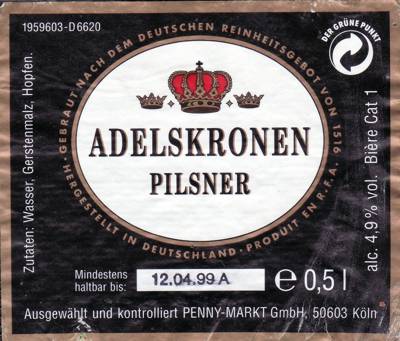 1959603-D6620
DER GRÜNE PUNKT
GEBRAUT NACH DEM DEUTSCHEN REINHEITSGEBOT VON 1516
ADELSKRONEN
PILSNER
HERGESTELLT IN DEUTSCHLAND · PRODUIT EN R.F.A.
Zutaten: Wasser, Gerstenmalz, Hopfen.
alc. 4,9 % vol. Bière Cat 1
Mindestens
haltbar bis:
12.04.99 A
e 0,5 l
Ausgewählt und kontrolliert PENNY-MARKT GmbH, 50603 Köln